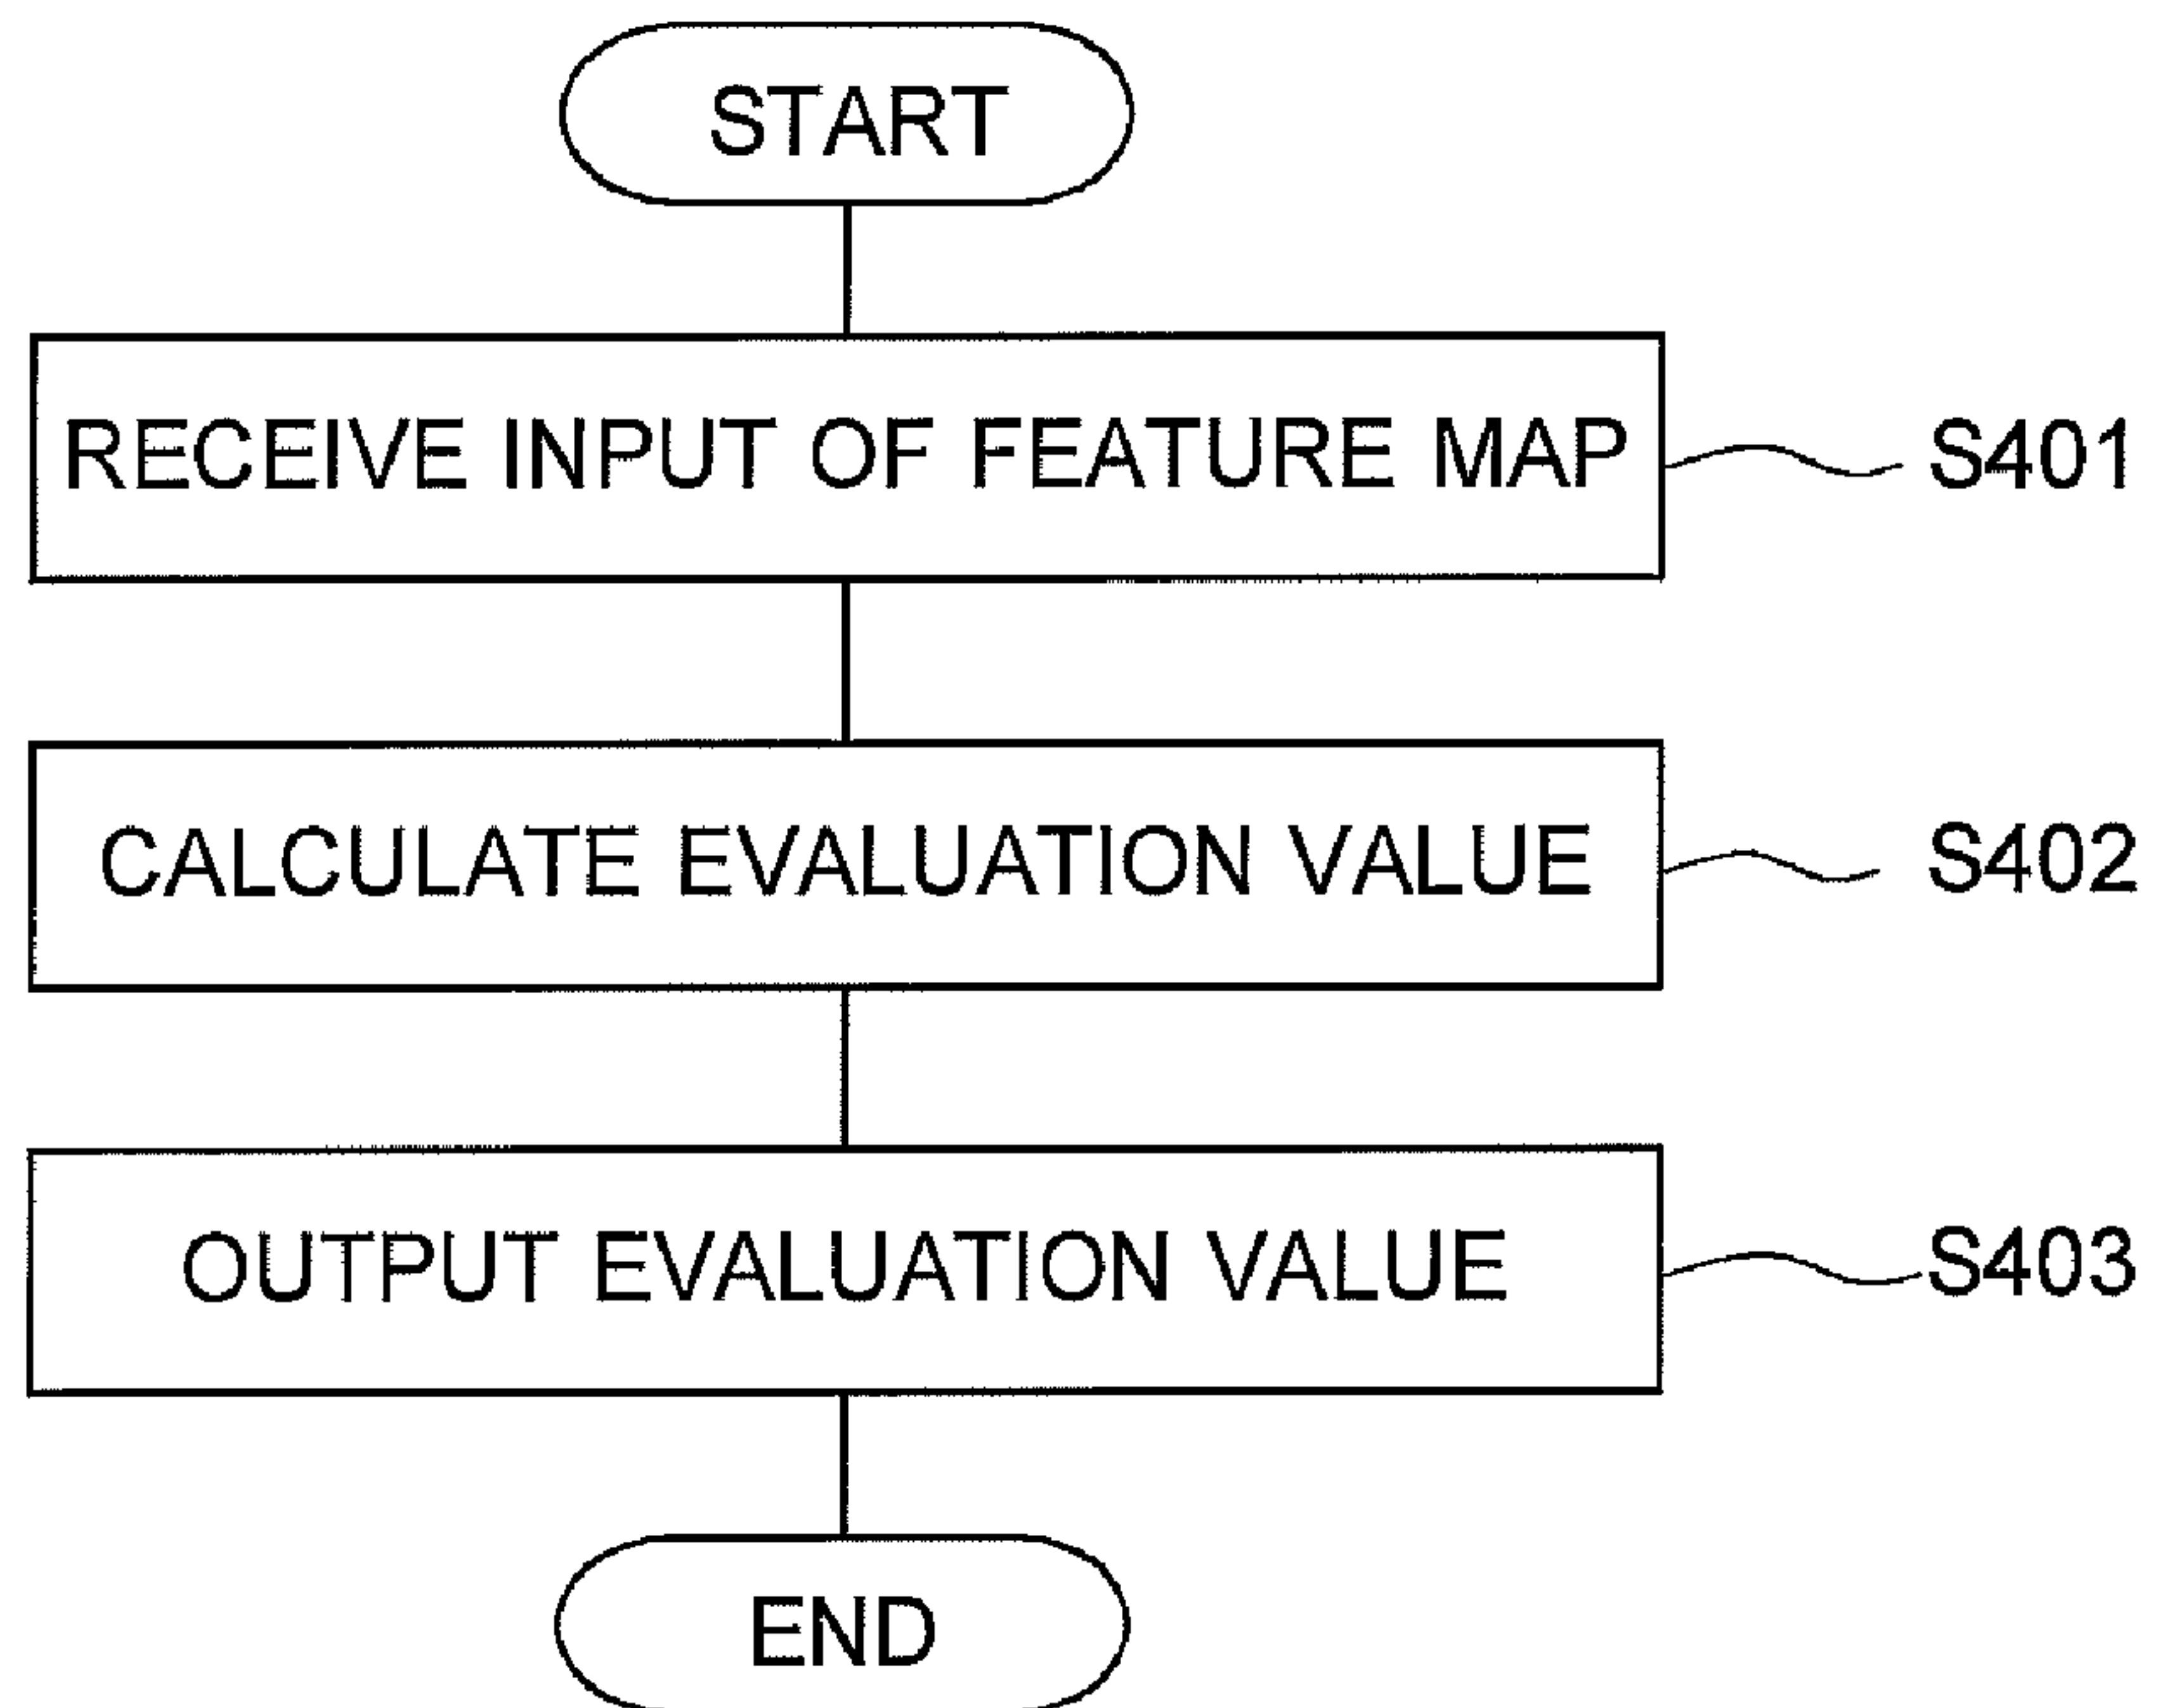 START
RECEIVE INPUT OF FEATURE MAP
S401
CALCULATE EVALUATION VALUE
S402
OUTPUT EVALUATION VALUE
S403
END